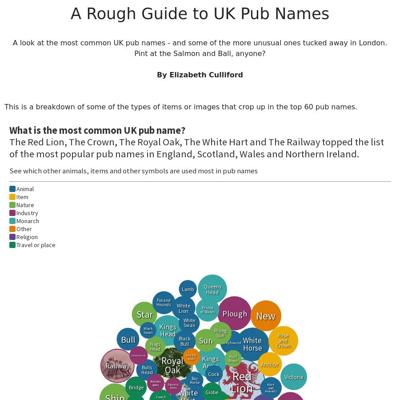 A Rough Guide to UK Pub Names
A look at the most common UK pub names - and some of the more unusual ones tucked away in London.
Pint at the Salmon and Ball, anyone?
By Elizabeth Culliford
This is a breakdown of some of the types of items or images that crop up in the top 60 pub names.
What is the most common UK pub name?
The Red Lion, The Crown, The Royal Oak, The White Hart and The Railway topped the list
of the most popular pub names in England, Scotland, Wales and Northern Ireland.
See which other animals, items and other symbols are used most in pub names
Animal
Item
Nature
Industry
Monarch
Other
Religion
Travel or place
Lamb
Queens
Head
White
Lion
Star
Plough
New
White
Swan
Kings
Head
Bull
Black
Bull
Sun
White
Horse
Rose
and
Crown
Railway
Royal
Oak
Kings
Anchor
Bulls
Head
Cock
Red
Lion
Victoria
Bridge
White
Globe
Ship